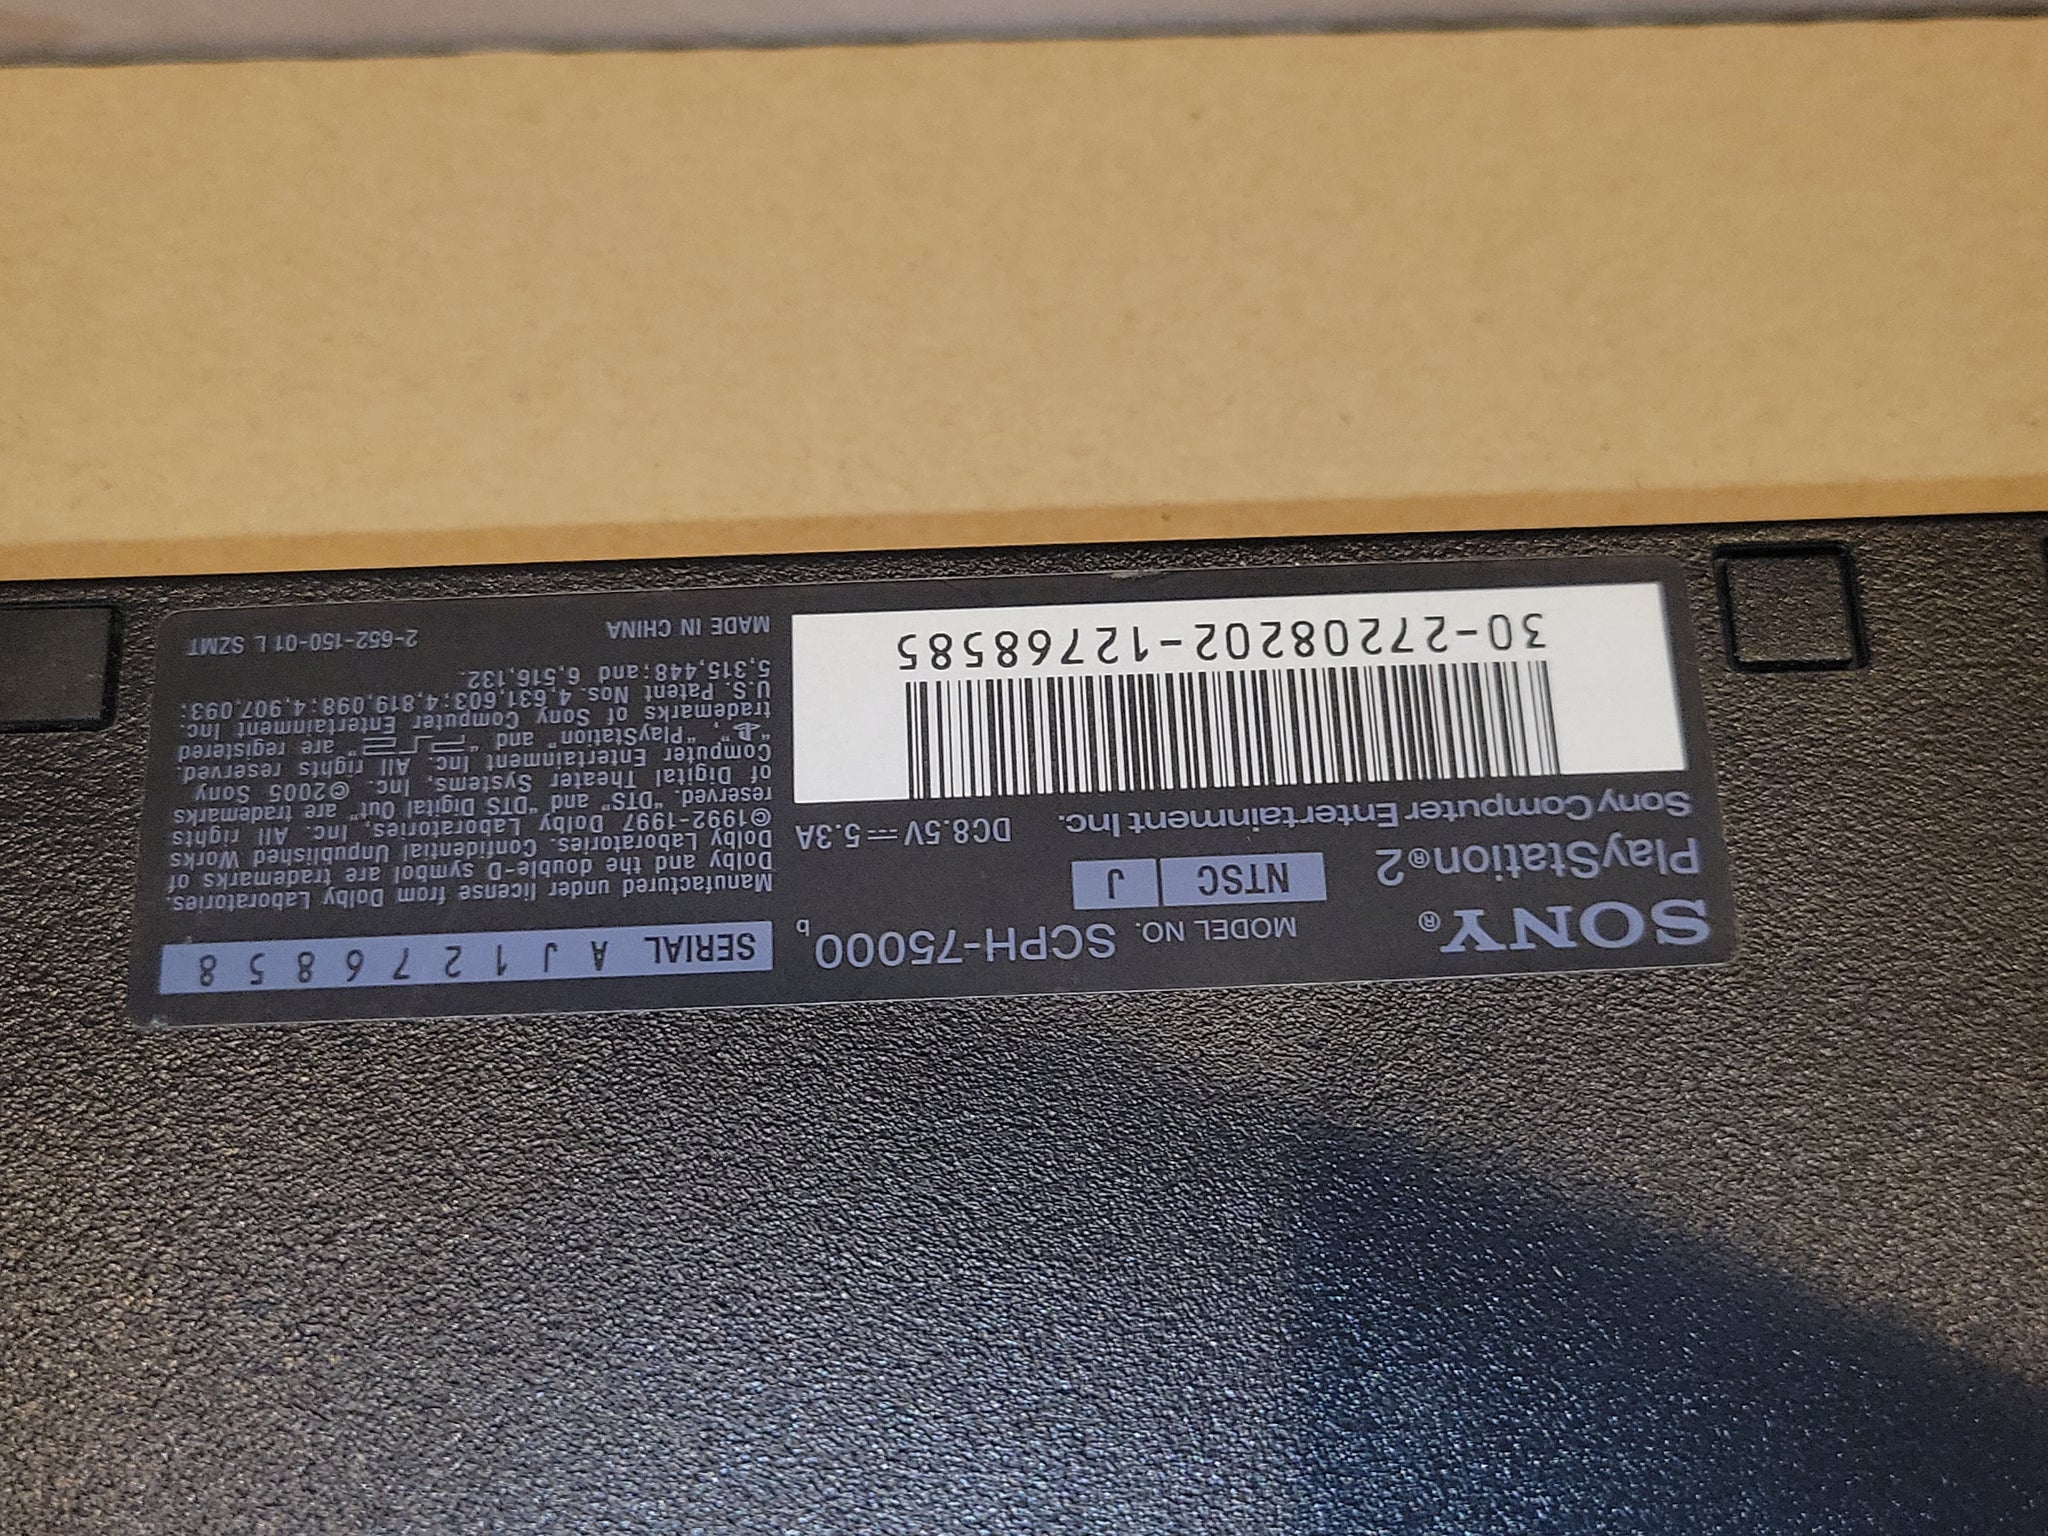 SONY®
PlayStation®2
Sony Computer Entertainment Inc.
MODEL NO. SCPH-75000 b
NTSC J
DC8.5V⎓5.3A
30-27208202-12768585
SERIAL A J 1 2 7 6 8 5 8
Manufactured under license from Dolby Laboratories.
Dolby and the double-D symbol are trademarks of
Dolby Laboratories. Confidential Unpublished Works
©1992-1997 Dolby Laboratories, Inc. All rights
reserved. "DTS" and "DTS Digital Out" are trademarks
of Digital Theater Systems, Inc. ©2005 Sony
Computer Entertainment Inc. All rights reserved.
" ", "PlayStation" and "PS2" are registered
trademarks of Sony Computer Entertainment Inc.
U.S. Patent Nos. 4,631,603;4,819,098;4,907,093;
5,315,448;and 6,516,132.
MADE IN CHINA 2-652-150-01 L SZMT